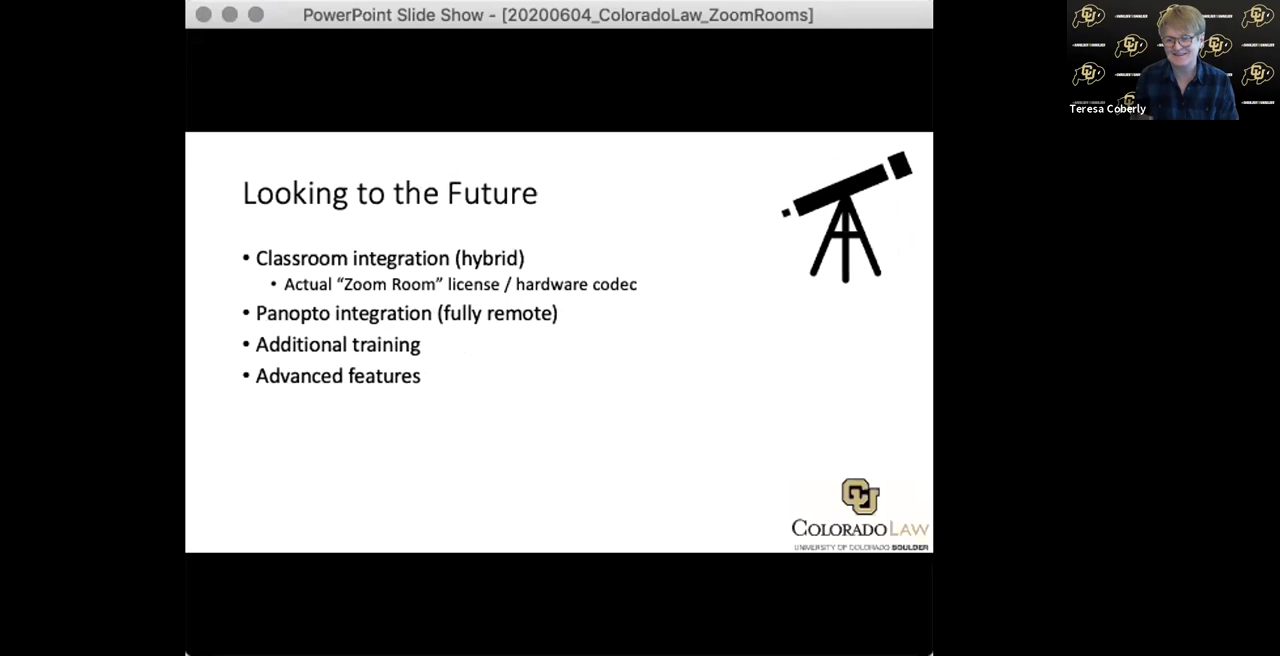 PowerPoint Slide Show - [20200604_ColoradoLaw_ZoomRooms]
Teresa Coberly
Looking to the Future
• Classroom integration (hybrid)
• Actual “Zoom Room” license / hardware codec
• Panopto integration (fully remote)
• Additional training
• Advanced features
CU
COLORADO LAW
UNIVERSITY OF COLORADO BOULDER